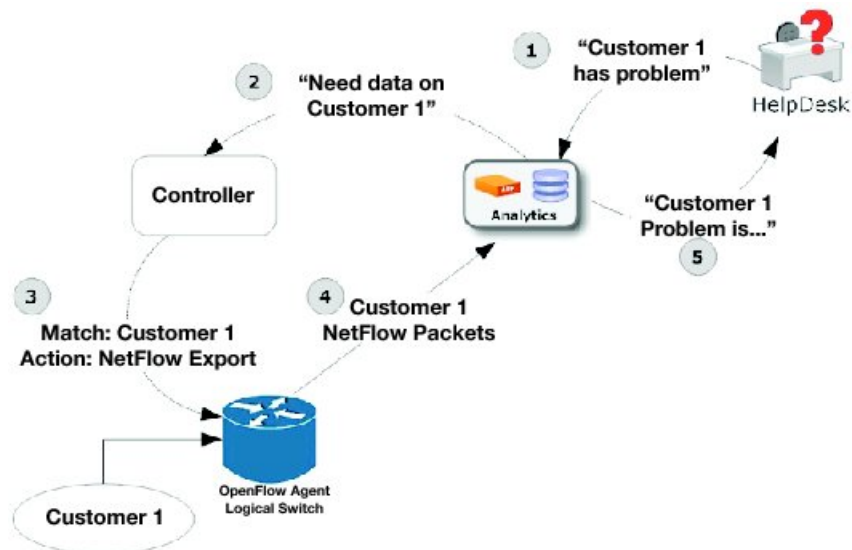 1
“Customer 1
has problem”
HelpDesk
2
“Need data on
Customer 1”
Controller
APP
Analytics
“Customer 1
Problem is...”
5
3
Match: Customer 1
Action: NetFlow Export
4
Customer 1
NetFlow Packets
OpenFlow Agent
Logical Switch
Customer 1